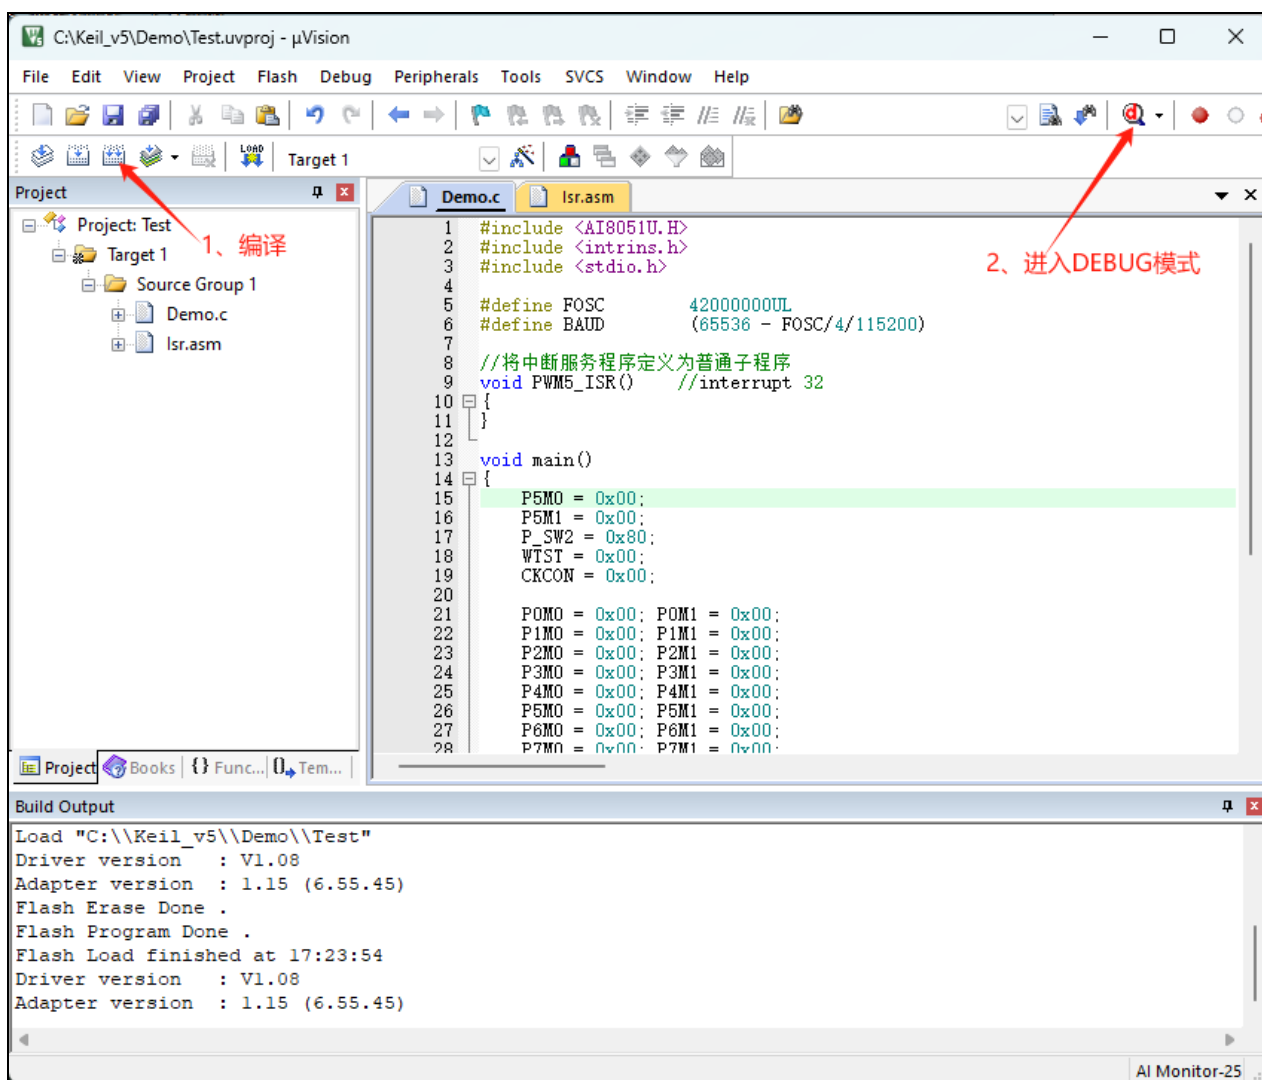 C:\Keil_v5\Demo\Test.uvproj - µVision
File Edit View Project Flash Debug Peripherals Tools SVCS Window Help
LOAD
Target 1
Project
Project: Test
Target 1
Source Group 1
Demo.c
Isr.asm
1、编译
2、进入DEBUG模式
Demo.c Isr.asm
1 #include <AI8051U.H>
2 #include <intrins.h>
3 #include <stdio.h>
4
5 #define FOSC 42000000UL
6 #define BAUD (65536 - FOSC/4/115200)
7
8 //将中断服务程序定义为普通子程序
9 void PWM5_ISR() //interrupt 32
10 {
11 }
12
13 void main()
14 {
15 P5M0 = 0x00;
16 P5M1 = 0x00;
17 P_SW2 = 0x80;
18 WTST = 0x00;
19 CKCON = 0x00;
20
21 P0M0 = 0x00; P0M1 = 0x00;
22 P1M0 = 0x00; P1M1 = 0x00;
23 P2M0 = 0x00; P2M1 = 0x00;
24 P3M0 = 0x00; P3M1 = 0x00;
25 P4M0 = 0x00; P4M1 = 0x00;
26 P5M0 = 0x00; P5M1 = 0x00;
27 P6M0 = 0x00; P6M1 = 0x00;
28 P7M0 = 0x00; P7M1 = 0x00;
Project Books {} Func... Tem...
Build Output
Load "C:\\Keil_v5\\Demo\\Test"
Driver version : V1.08
Adapter version : 1.15 (6.55.45)
Flash Erase Done .
Flash Program Done .
Flash Load finished at 17:23:54
Driver version : V1.08
Adapter version : 1.15 (6.55.45)
AI Monitor-25